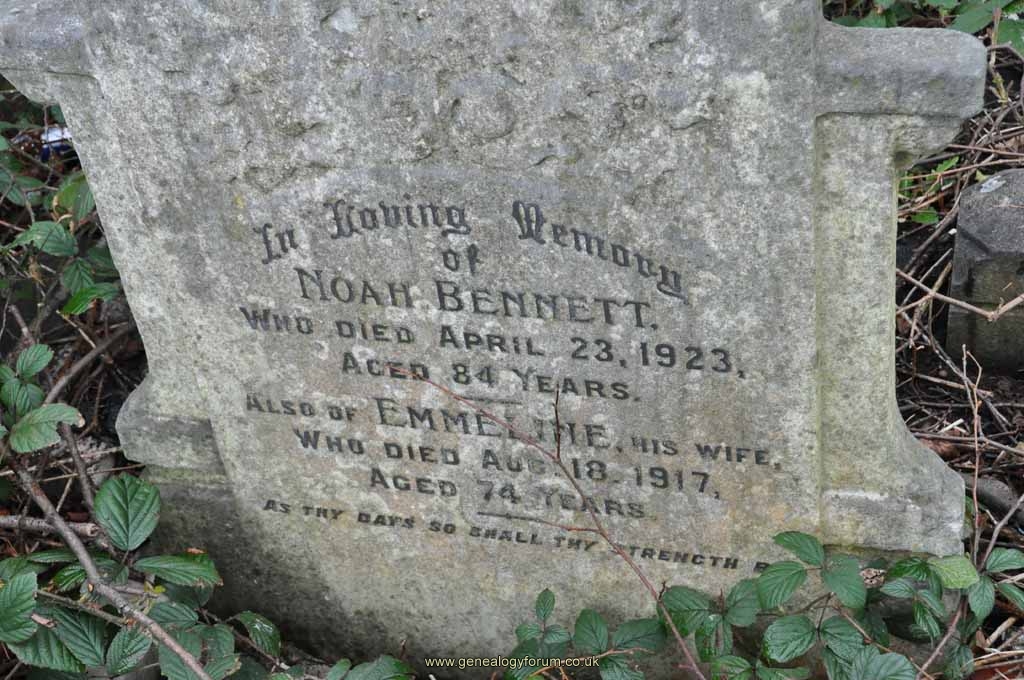 In Loving Memory
of
NOAH BENNETT,
WHO DIED APRIL 23, 1923,
AGED 84 YEARS.
ALSO OF EMMELINE, HIS WIFE,
WHO DIED AUG. 18, 1917,
AGED 74 YEARS.
AS THY DAYS SO SHALL THY STRENGTH
www.genealogyforum.co.uk